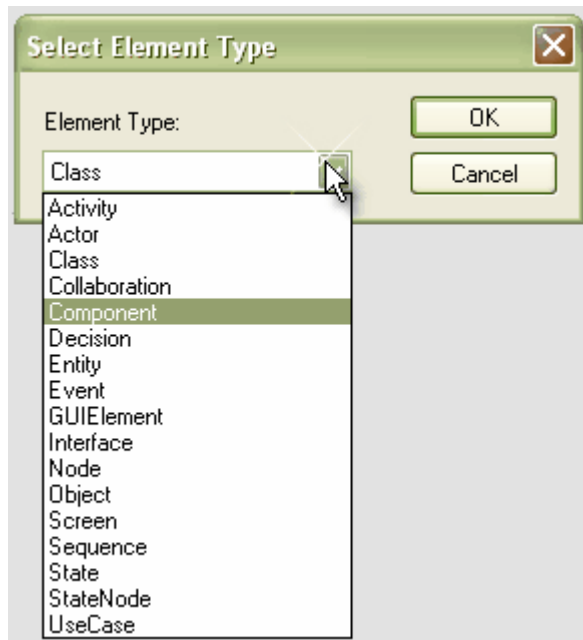 Select Element Type
Element Type:
OK
Class
Cancel
Activity
Actor
Class
Collaboration
Component
Decision
Entity
Event
GUIElement
Interface
Node
Object
Screen
Sequence
State
StateNode
UseCase